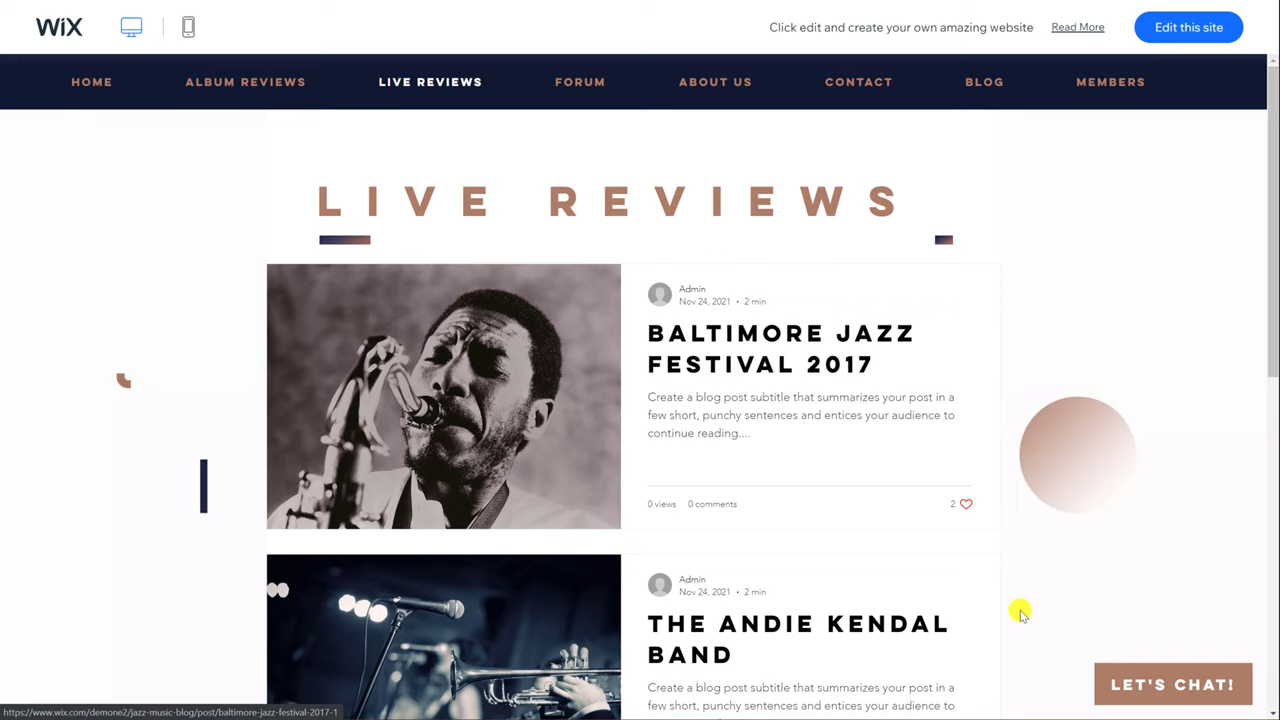 WiX
Click edit and create your own amazing website Read More Edit this site
HOME ALBUM REVIEWS LIVE REVIEWS FORUM ABOUT US CONTACT BLOG MEMBERS
LIVE REVIEWS
Admin
Nov 24, 2021 • 2 min
BALTIMORE JAZZ
FESTIVAL 2017
Create a blog post subtitle that summarizes your post in a
few short, punchy sentences and entices your audience to
continue reading....
0 views 0 comments 2
Admin
Nov 24, 2021 • 2 min
THE ANDIE KENDAL
BAND
Create a blog post subtitle that summarizes your post in a
few short, punchy sentences and entices your audience to
LET'S CHAT!
https://www.wix.com/demone2/jazz-music-blog/post/baltimore-jazz-festival-2017-1